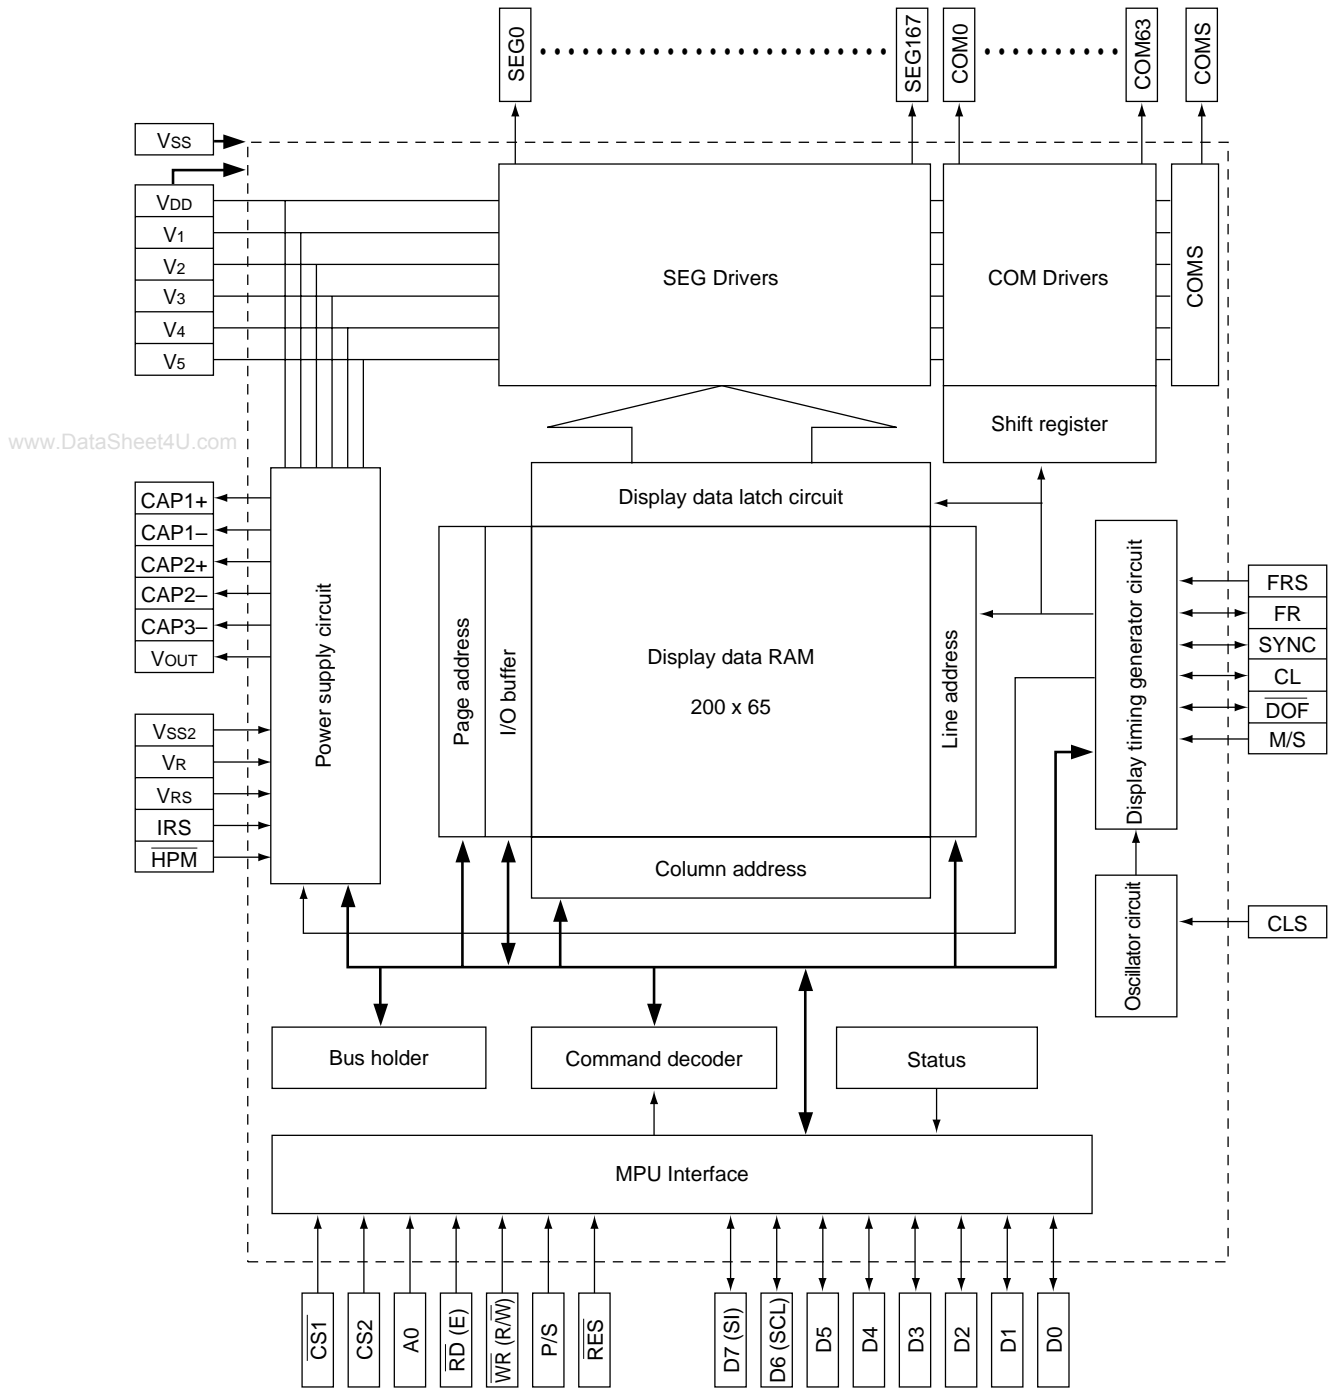 SEG0
SEG167
COM0
COM63
COMS
VSS
VDD
V1
V2
V3
V4
V5
SEG Drivers
COM Drivers
COMS
Shift register
www.DataSheet4U.com
CAP1+
CAP1–
CAP2+
CAP2–
CAP3–
VOUT
VSS2
VR
VRS
IRS
HPM
Power supply circuit
Page address
I/O buffer
Display data latch circuit
Display data RAM
200 x 65
Line address
Column address
Display timing generator circuit
FRS
FR
SYNC
CL
DOF
M/S
Oscillator circuit
CLS
Bus holder
Command decoder
Status
MPU Interface
CS1
CS2
A0
RD (E)
WR (R/W)
P/S
RES
D7 (SI)
D6 (SCL)
D5
D4
D3
D2
D1
D0